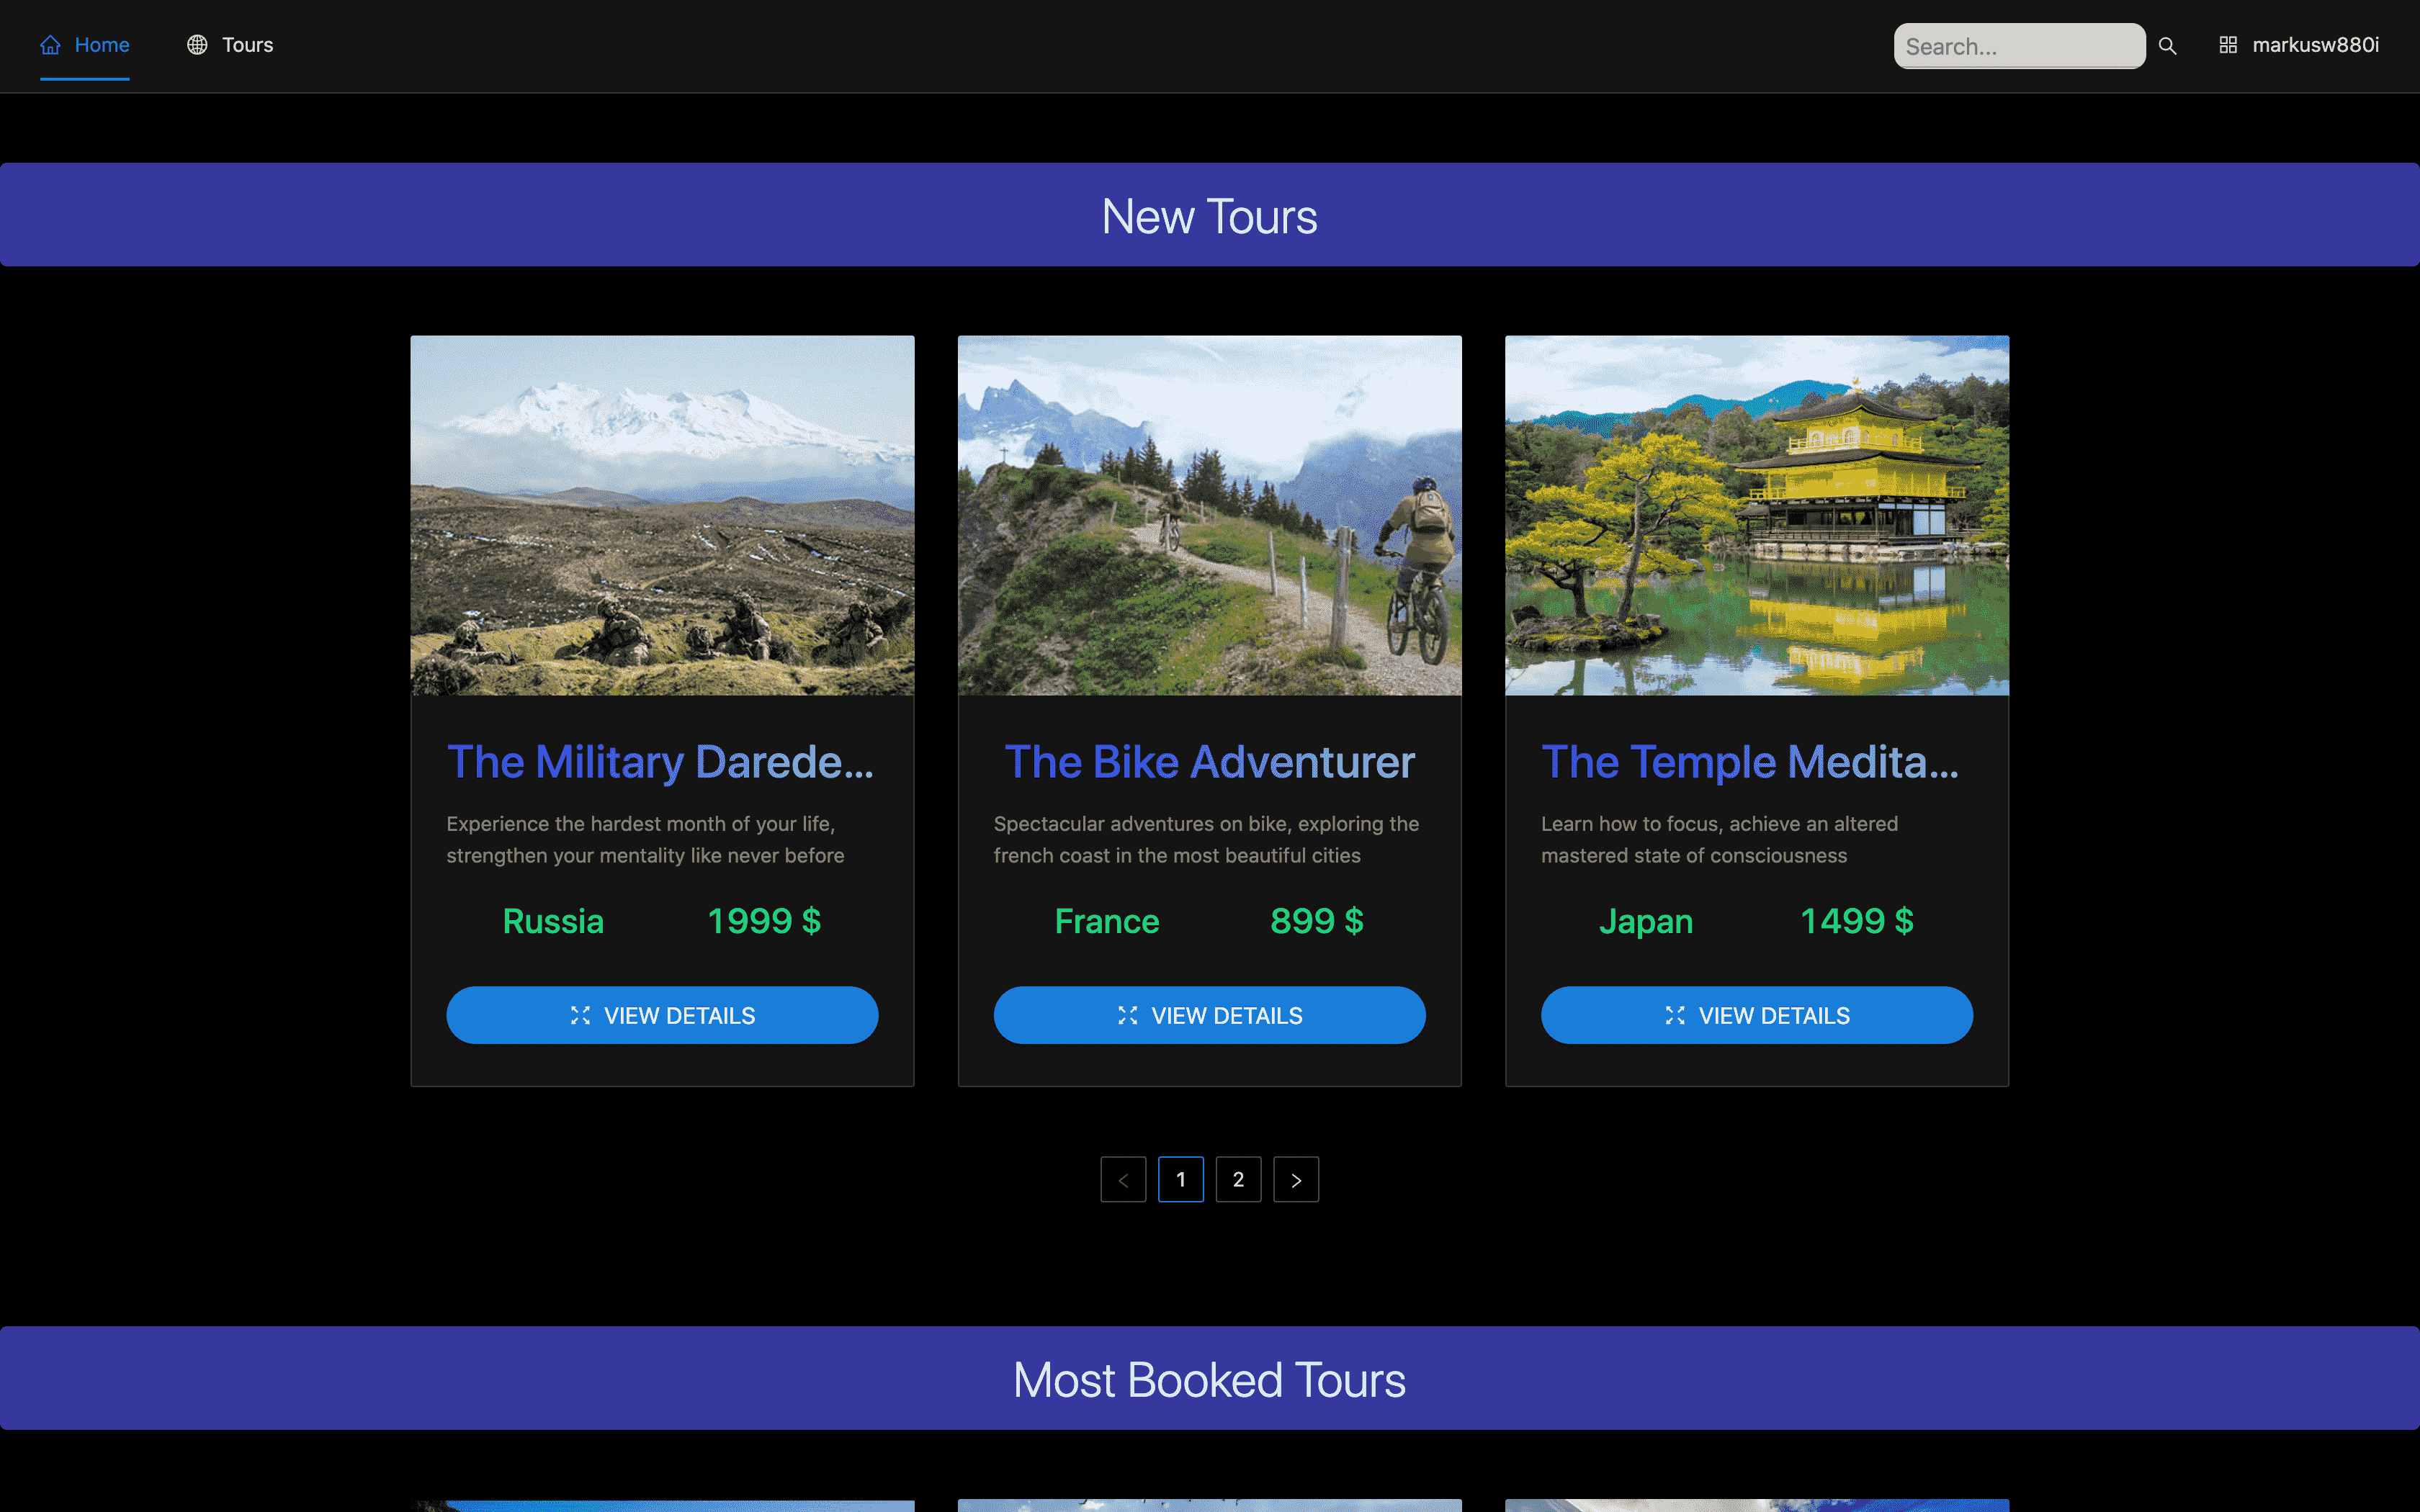 Home Tours Search... markusw880i
New Tours
The Military Darede...
Experience the hardest month of your life,
strengthen your mentality like never before
Russia 1999 $
VIEW DETAILS
The Bike Adventurer
Spectacular adventures on bike, exploring the
french coast in the most beautiful cities
France 899 $
VIEW DETAILS
The Temple Medita...
Learn how to focus, achieve an altered
mastered state of consciousness
Japan 1499 $
VIEW DETAILS
< 1 2 >
Most Booked Tours